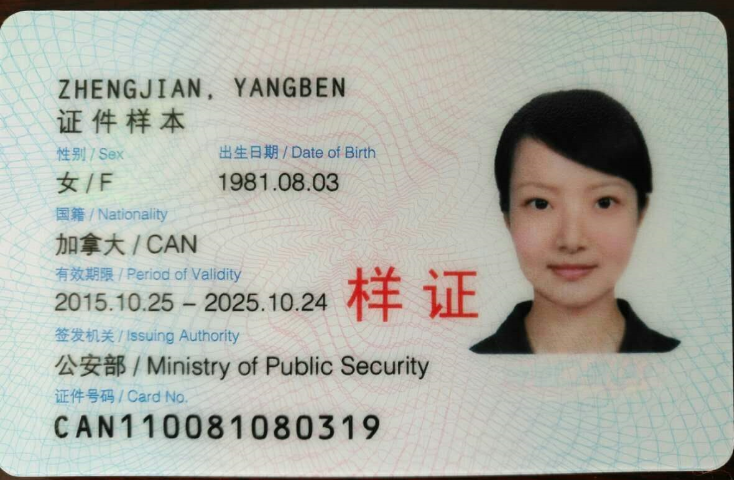 ZHENGJIAN, YANGBEN
证件样本
性别 / Sex 出生日期 / Date of Birth
女 / F 1981.08.03
国籍 / Nationality
加拿大 / CAN
有效期限 / Period of Validity
2015.10.25 – 2025.10.24
样证
签发机关 / Issuing Authority
公安部 / Ministry of Public Security
证件号码 / Card No.
CAN110081080319